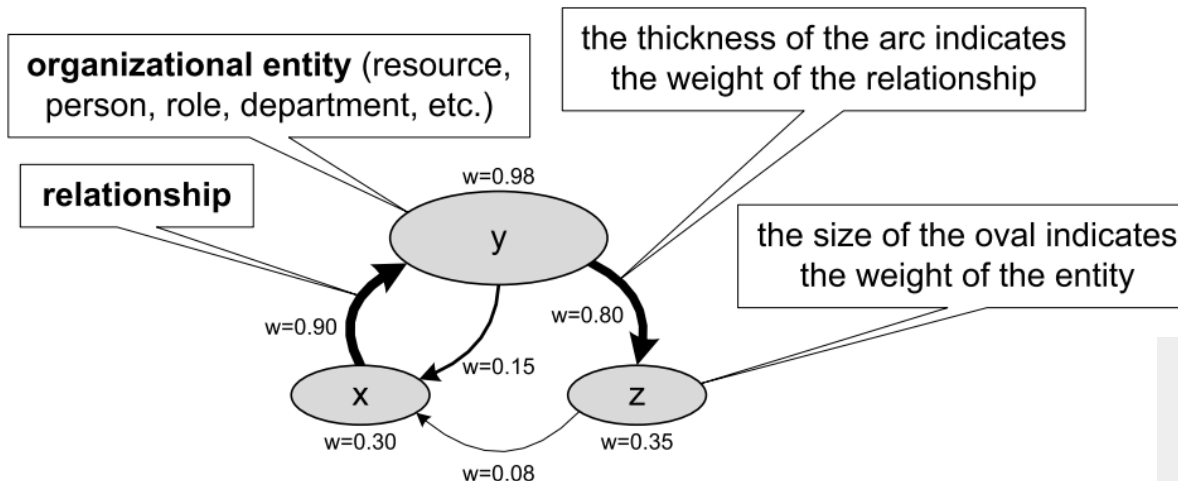 organizational entity (resource,
person, role, department, etc.)
the thickness of the arc indicates
the weight of the relationship
relationship
w=0.98
y
the size of the oval indicates
the weight of the entity
w=0.90
w=0.80
w=0.15
x
z
w=0.30
w=0.35
w=0.08